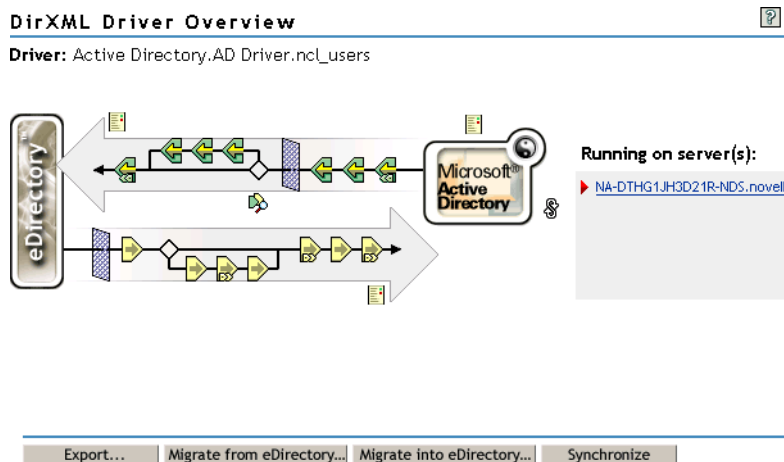 DirXML Driver Overview
?
Driver: Active Directory.AD Driver.ncl_users
eDirectory™
Microsoft®
Active
Directory
Running on server(s):
NA-DTHG1JH3D21R-NDS.novell
Export...
Migrate from eDirectory...
Migrate into eDirectory...
Synchronize